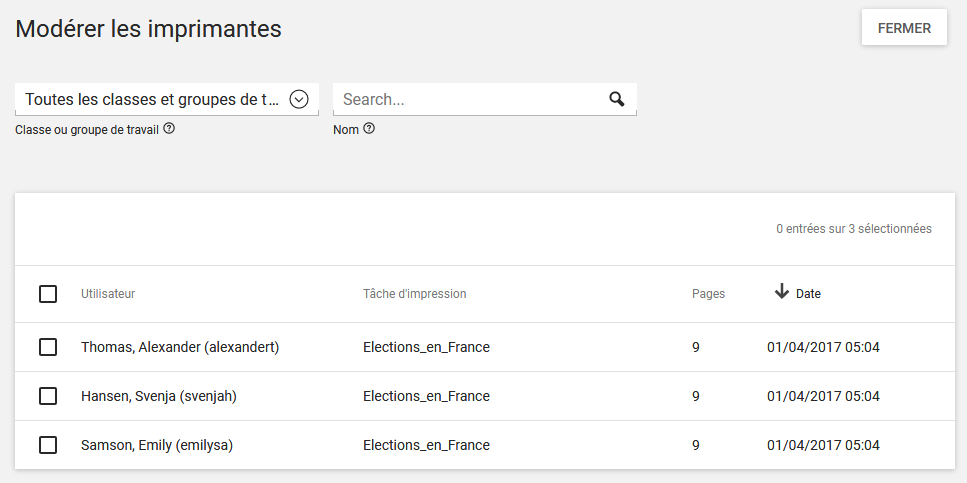 Modérer les imprimantes
FERMER
Toutes les classes et groupes de t...
Search...
Classe ou groupe de travail
Nom
0 entrées sur 3 sélectionnées
Utilisateur Tâche d'impression Pages Date
Thomas, Alexander (alexandert) Elections_en_France 9 01/04/2017 05:04
Hansen, Svenja (svenjah) Elections_en_France 9 01/04/2017 05:04
Samson, Emily (emilysa) Elections_en_France 9 01/04/2017 05:04